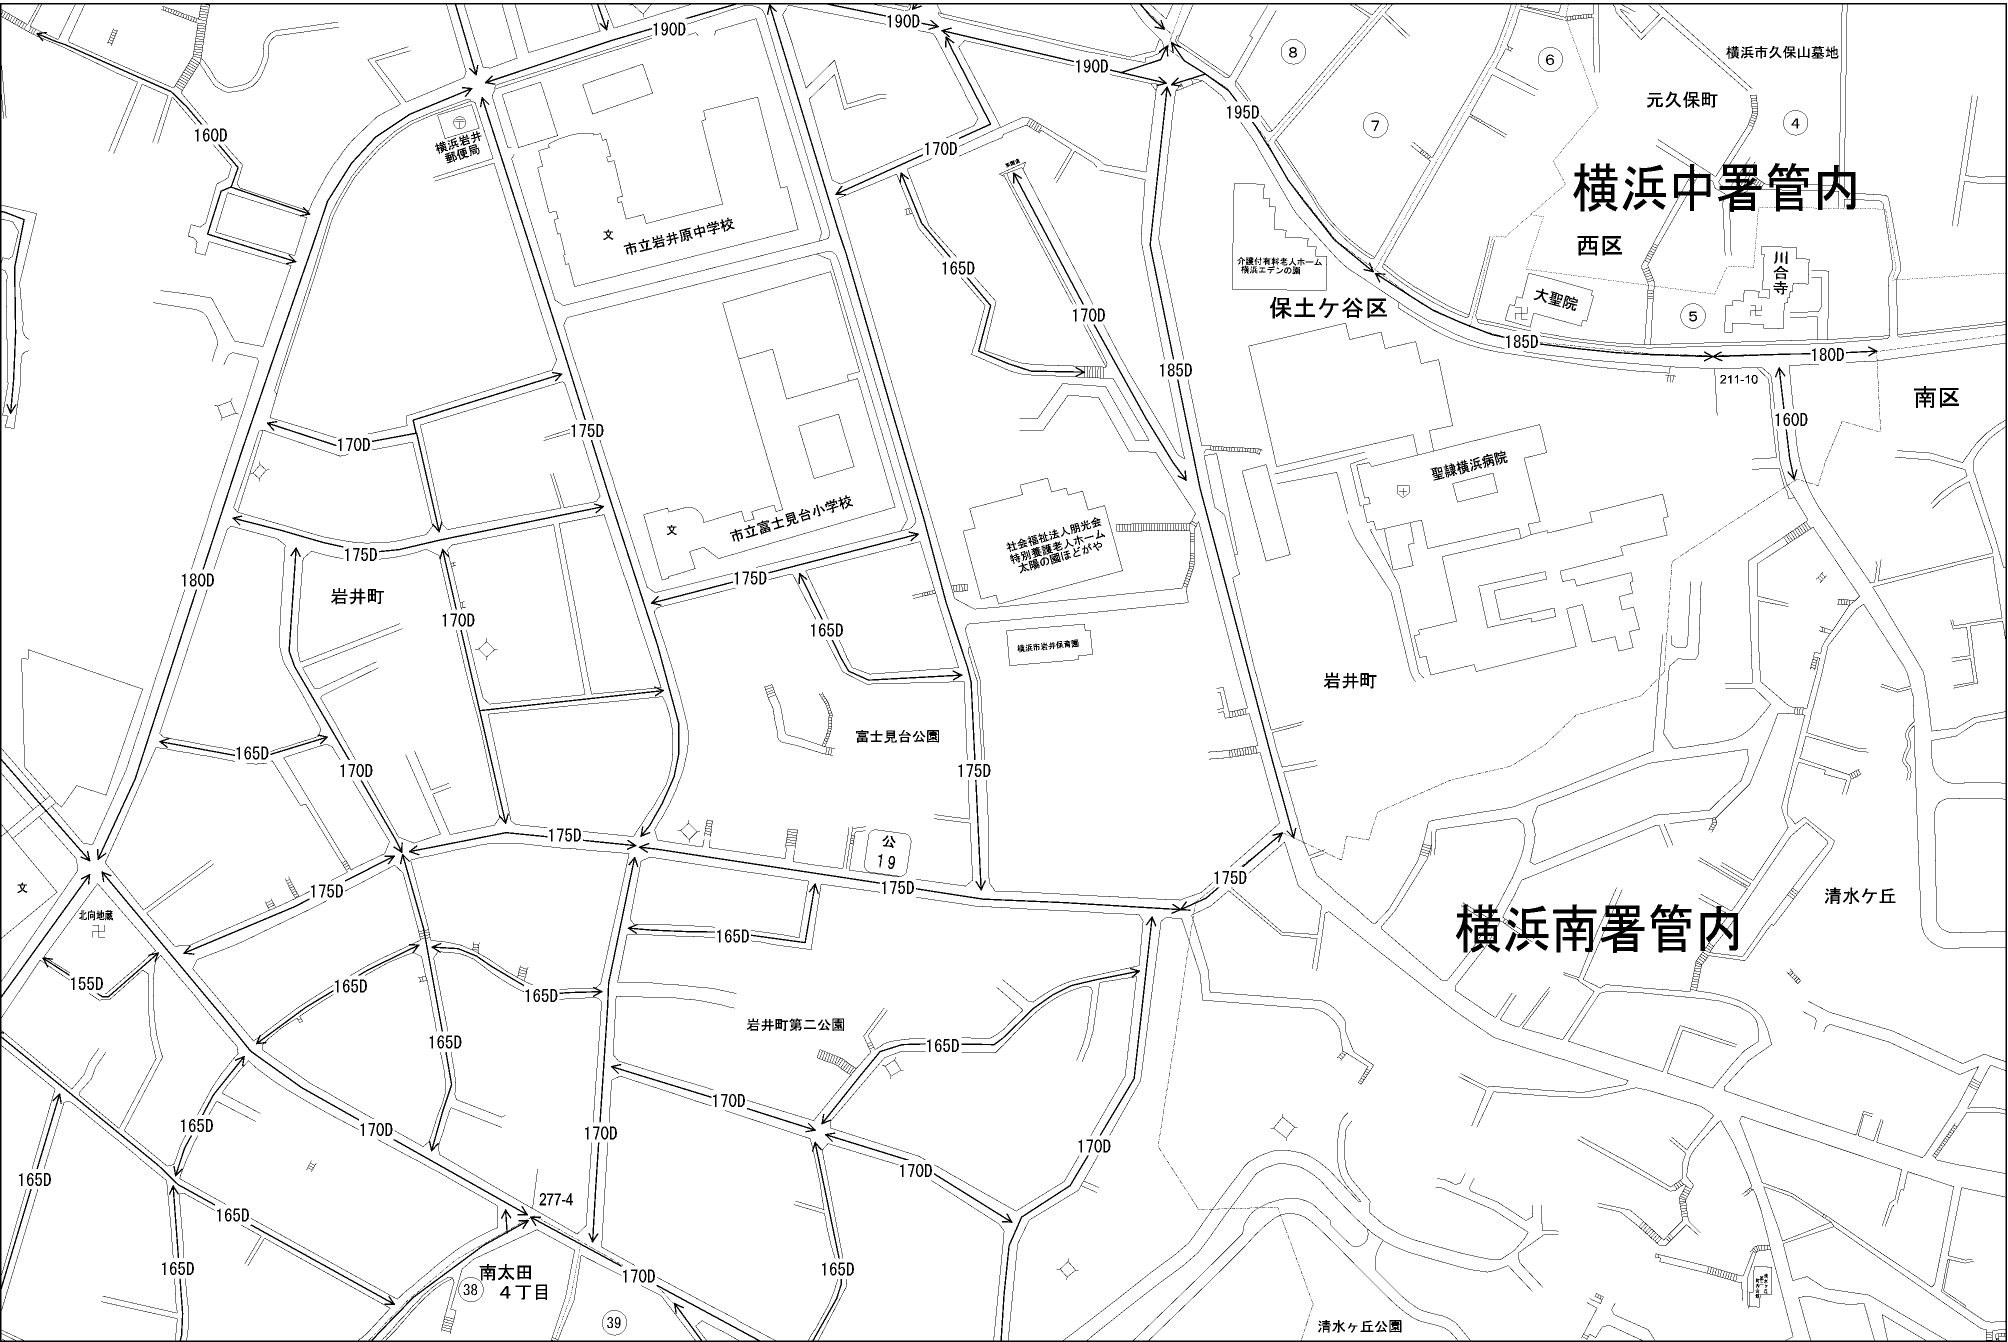 190D
190D
190D
8
6
横浜市久保山墓地
元久保町
195D
7
4
160D
横浜岩井
郵便局
170D
横浜中署管内
文
市立岩井原中学校
西区
165D
介護付有料老人ホーム
横浜エデンの園
川合寺
大聖院
保土ケ谷区
170D
5
185D
180D
185D
211-10
南区
160D
170D
175D
聖隷横浜病院
文
市立富士見台小学校
社会福祉法人朋光会
特別養護老人ホーム
太陽の園ほどがや
175D
180D
175D
岩井町
170D
165D
横浜市岩井保育園
岩井町
富士見台公園
165D
170D
175D
175D
公
19
175D
175D
175D
165D
文
北向地蔵
清水ケ丘
横浜南署管内
155D
165D
165D
岩井町第二公園
165D
165D
170D
165D
170D
170D
170D
170D
165D
165D
277-4
165D
165D
170D
南太田
4丁目
38
39
清水ヶ丘公園